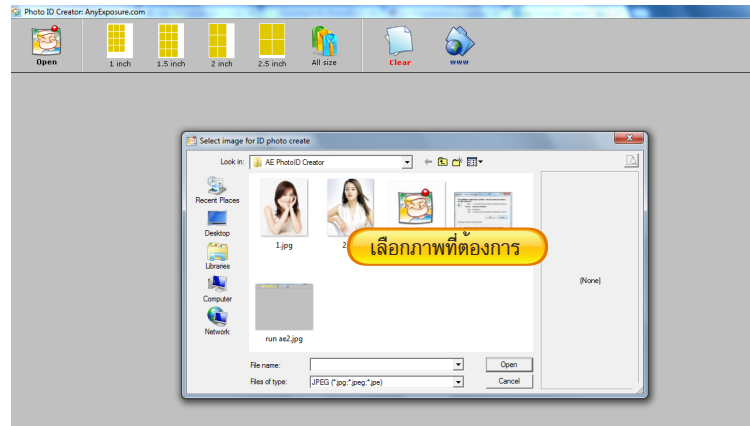 Photo ID Creator: AnyExposure.com
Open
1 inch
1.5 inch
2 inch
2.5 inch
All size
Clear
www
Select image for ID photo create
Look in:
AE PhotoID Creator
Recent Places
Desktop
Libraries
Computer
Network
1.jpg
2
เลือกภาพที่ต้องการ
run ae2.jpg
(None)
File name:
Open
Files of type:
JPEG (*.jpg;*.jpeg;*.jpe)
Cancel